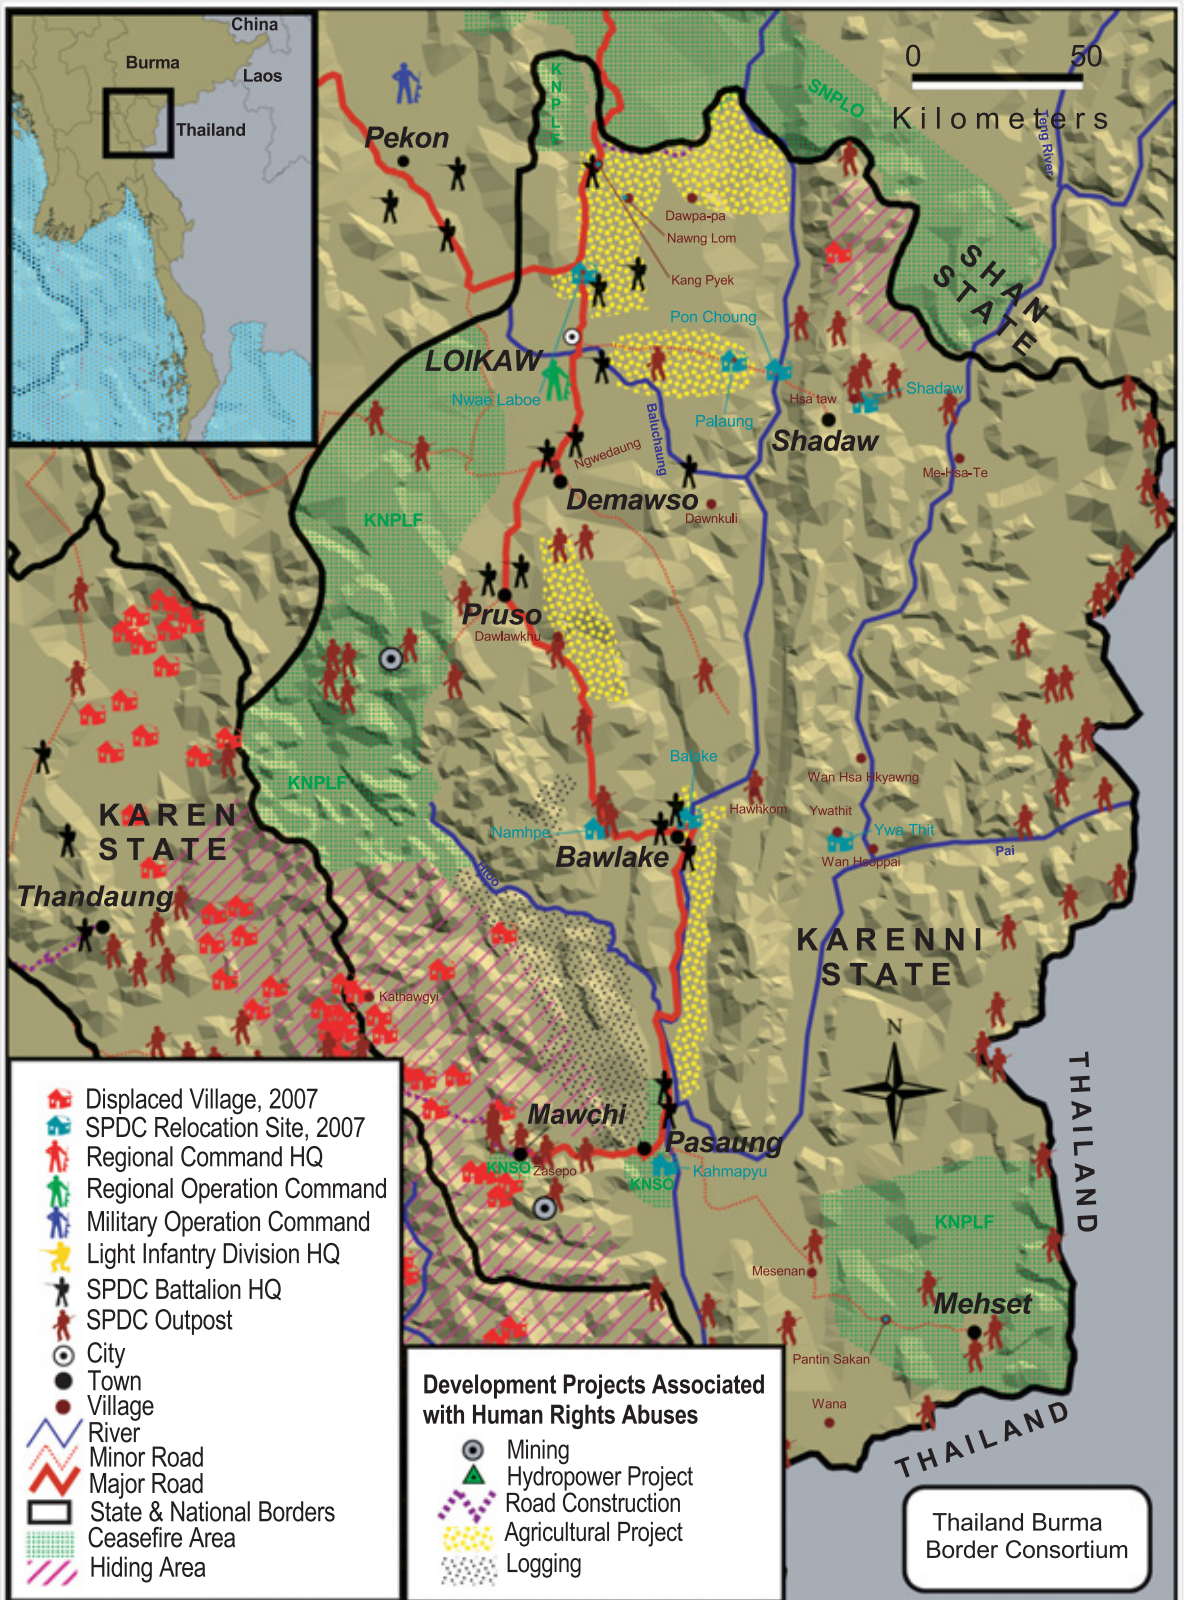 China
Burma
Laos
Thailand
0 50
Kilometers
Teng River
SNPLO
KNPLF
Pekon
Dawpa-pa
Nawng Lom
Kang Pyek
SHAN
STATE
Pon Choung
LOIKAW
Nwae Laboe
Palaung
Hsa taw
Shadaw
Shadaw
Baluchaung
Ngwedaung
Me-Hsa-Te
Demawso
Dawnkuli
KNPLF
Pruso
Dawlawkhu
Balake
Wan Hsa Hkyawng
KNPLF
Hawhkom
Ywathit
KAREN
STATE
Namhpe
Ywa Thit
Bawlake
Wan Hsoppai
Pai
Htoo
Thandaung
KARENNI
STATE
Kathawgyi
N
THAILAND
Mawchi
Pasaung
KNSO
Zasepo
KNSO
Kahmapyu
KNPLF
Mesenan
Mehset
Pantin Sakan
Wana
THAILAND
Displaced Village, 2007
SPDC Relocation Site, 2007
Regional Command HQ
Regional Operation Command
Military Operation Command
Light Infantry Division HQ
SPDC Battalion HQ
SPDC Outpost
City
Town
Village
River
Minor Road
Major Road
State & National Borders
Ceasefire Area
Hiding Area
Development Projects Associated
with Human Rights Abuses
Mining
Hydropower Project
Road Construction
Agricultural Project
Logging
Thailand Burma
Border Consortium